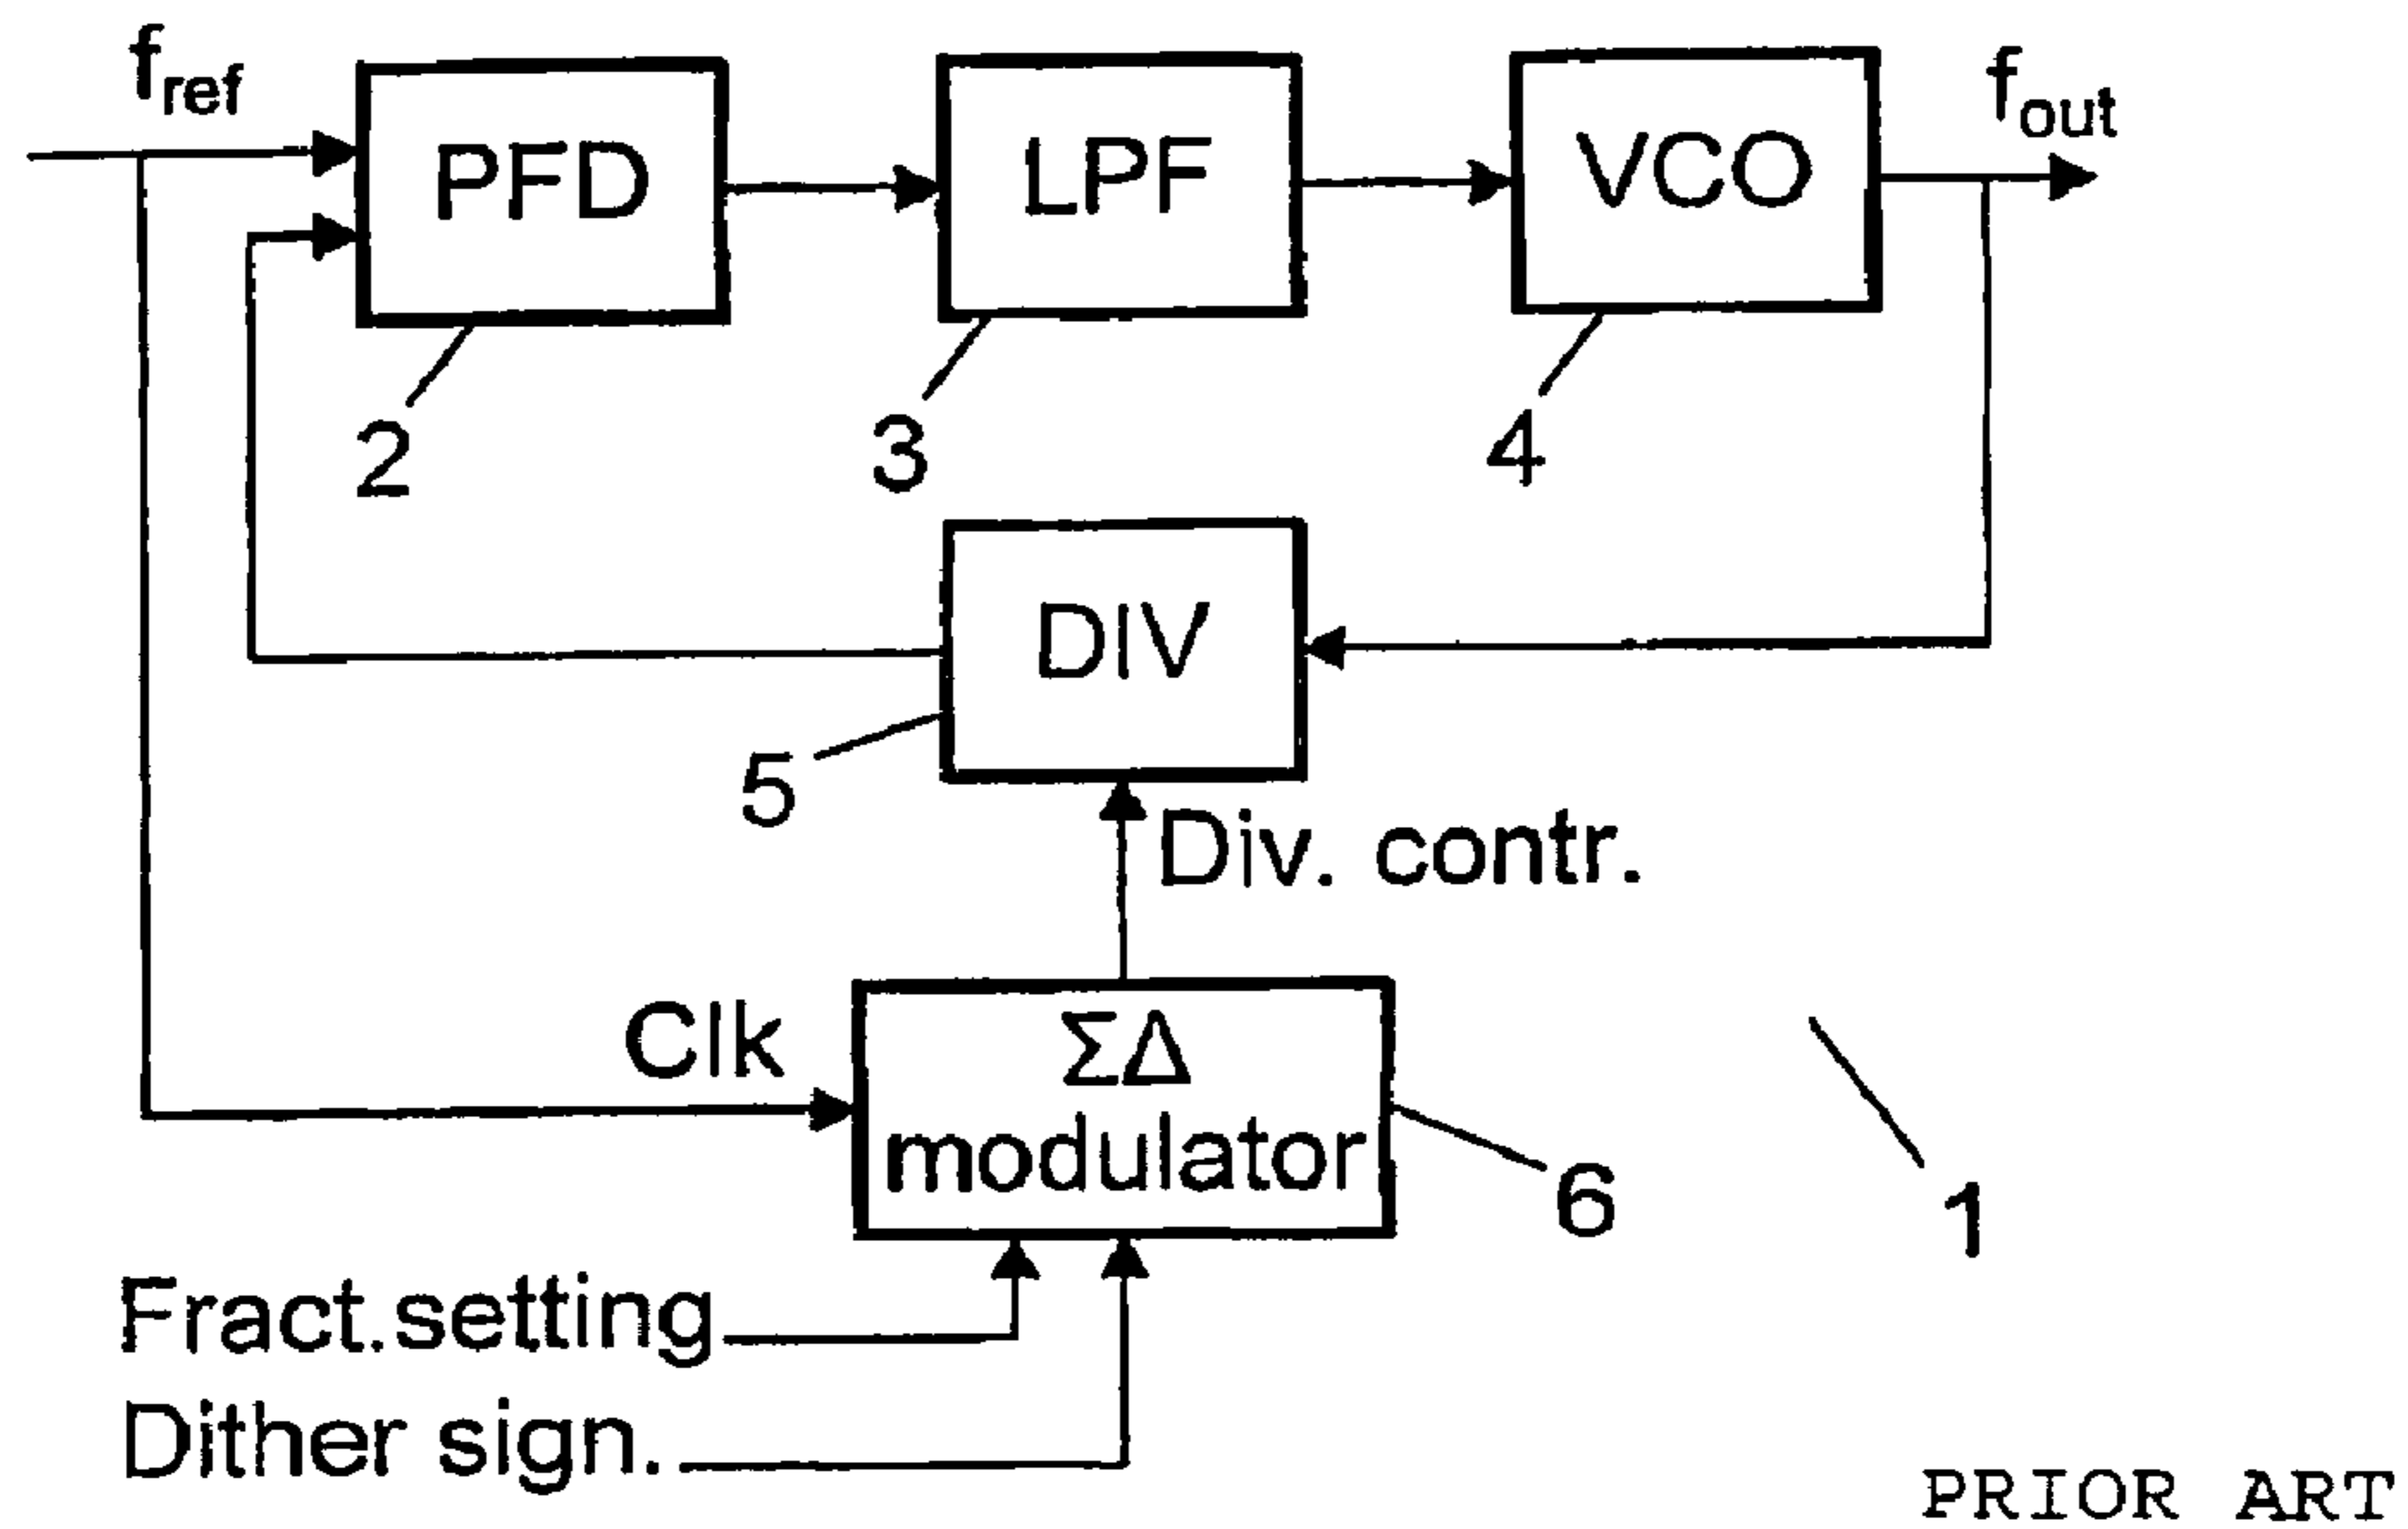 fref
fout
PFD
LPF
VCO
2
3
4
DIV
5
Div. contr.
Clk
ΣΔ
modulator
6
1
Fract.setting
Dither sign.
PRIOR ART